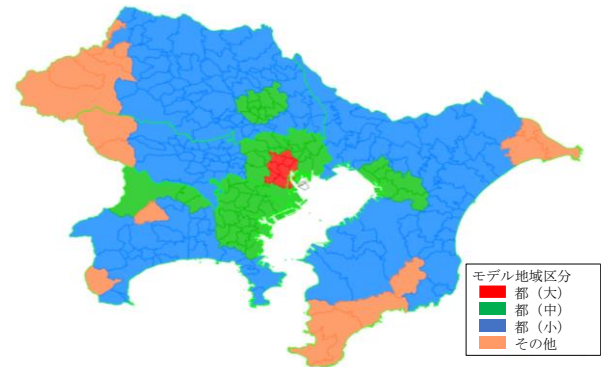 モデル地域区分
都（大）
都（中）
都（小）
その他